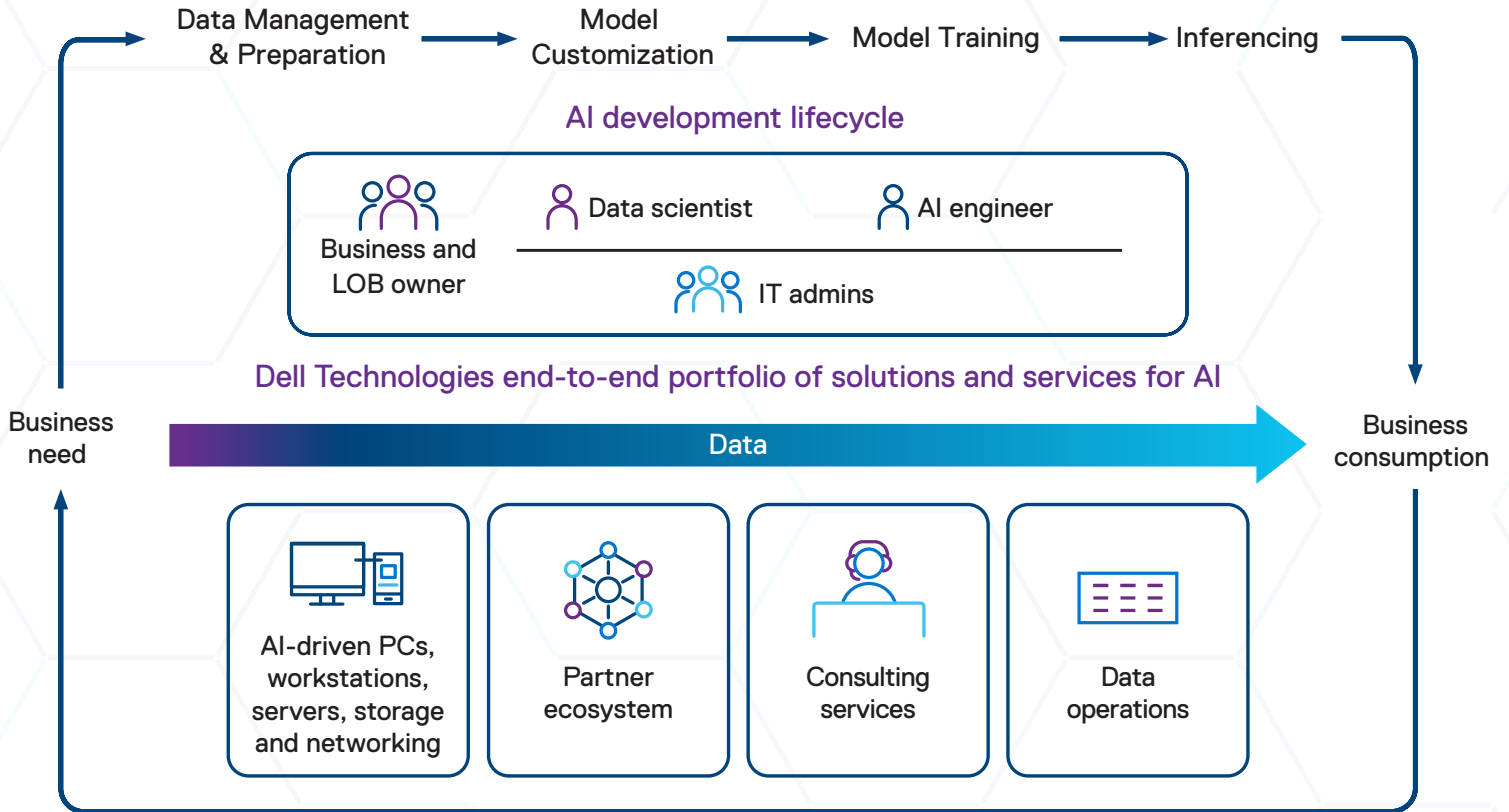 Data Management
& Preparation
Model
Customization
Model Training
Inferencing
AI development lifecycle
Business and
LOB owner
Data scientist
AI engineer
IT admins
Dell Technologies end-to-end portfolio of solutions and services for AI
Business
need
Data
Business
consumption
AI-driven PCs,
workstations,
servers, storage
and networking
Partner
ecosystem
Consulting
services
Data
operations